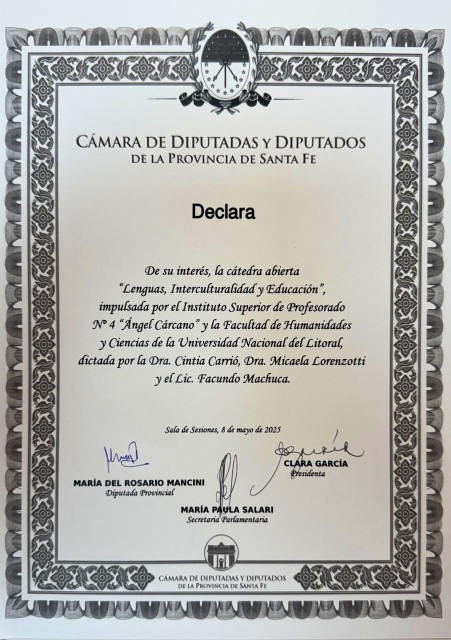 CÁMARA DE DIPUTADAS Y DIPUTADOS
DE LA PROVINCIA DE SANTA FE
Declara
De su interés, la cátedra abierta
"Lenguas, Interculturalidad y Educación",
impulsada por el Instituto Superior de Profesorado
Nº 4 "Ángel Cárcano" y la Facultad de Humanidades
y Ciencias de la Universidad Nacional del Litoral,
dictada por la Dra. Cintia Carrió, Dra. Micaela Lorenzotti
y el Lic. Facundo Machuca.
Sala de Sesiones, 8 de mayo de 2025
MARÍA DEL ROSARIO MANCINI
Diputada Provincial
CLARA GARCÍA
Presidenta
MARÍA PAULA SALARI
Secretaria Parlamentaria
CÁMARA DE DIPUTADAS Y DIPUTADOS
DE LA PROVINCIA DE SANTA FE